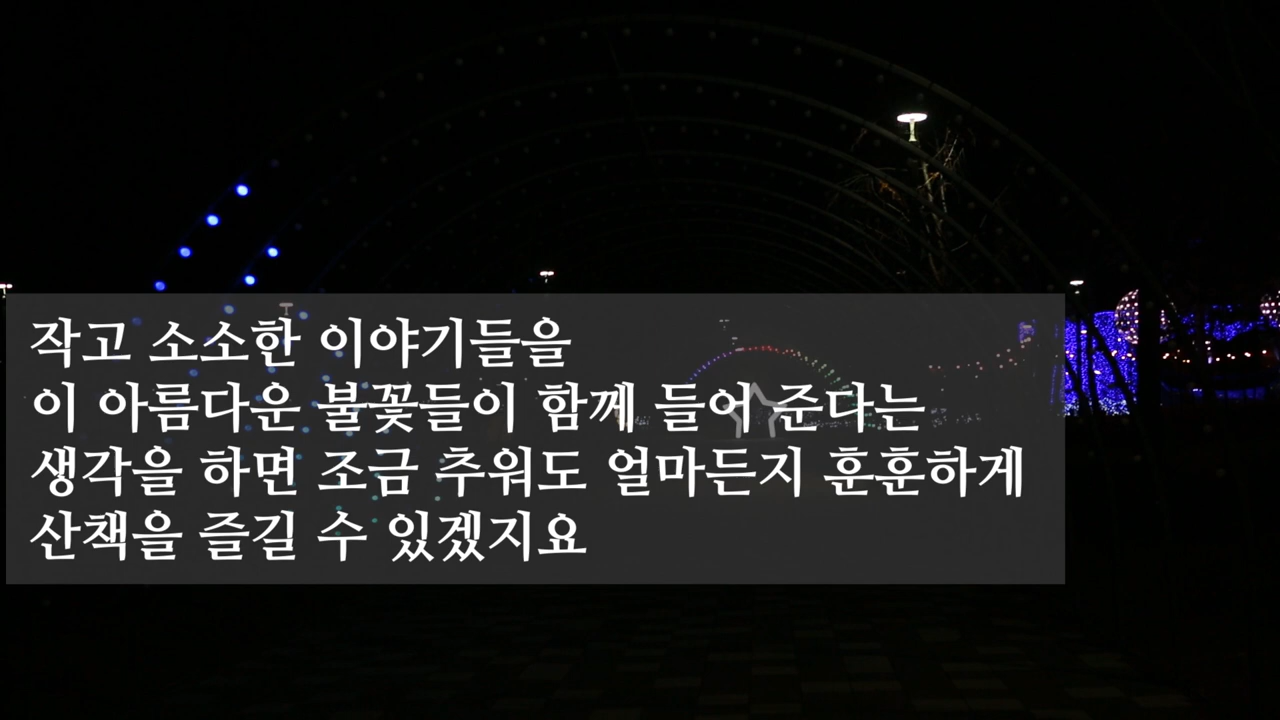 작고 소소한 이야기들을
이 아름다운 불꽃들이 함께 들어 준다는
생각을 하면 조금 추워도 얼마든지 훈훈하게
산책을 즐길 수 있겠지요